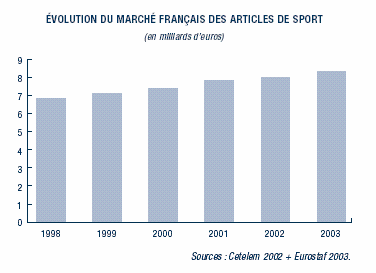 ÉVOLUTION DU MARCHÉ FRANÇAIS DES ARTICLES DE SPORT
(en milliards d'euros)
9
8
7
6
5
4
3
2
1
0
1998 1999 2000 2001 2002 2003
Sources : Cetelem 2002 + Eurostaf 2003.